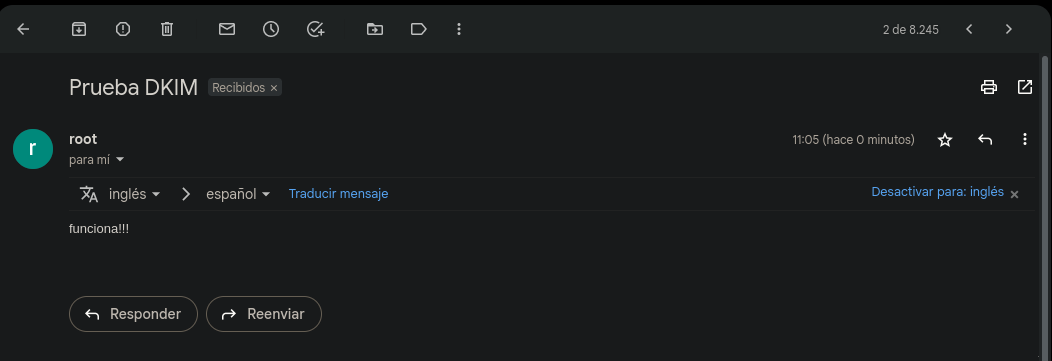 2 de 8.245
Prueba DKIM Recibidos ×
r
root 11:05 (hace 0 minutos)
para mí
inglés español Traducir mensaje Desactivar para: inglés ×
funciona!!!
Responder Reenviar